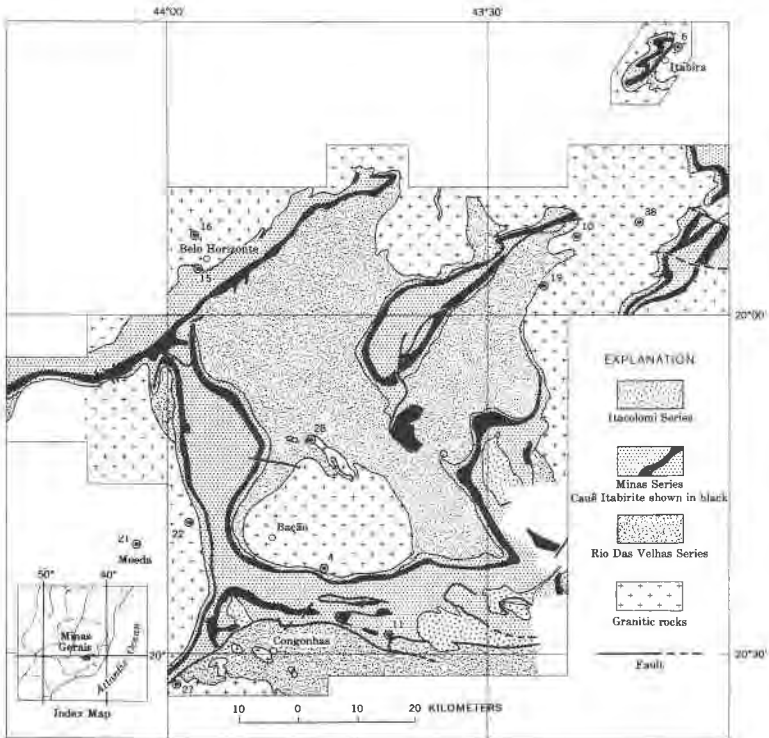 44°00' 43°30'
6
Itabira
16
Belo Horizonte
15
38
10
19
20°00'
EXPLANATION
Itacolomi Series
Minas Series
Cauê Itabirite shown in black
Rio Das Velhas Series
Granitic rocks
Fault
28
Bação
4
22
21
Moeda
11
Congonhas
27
20°30'
50° 40°
Minas
Gerais
Atlantic Ocean
20°
Index Map
10 0 10 20 KILOMETERS